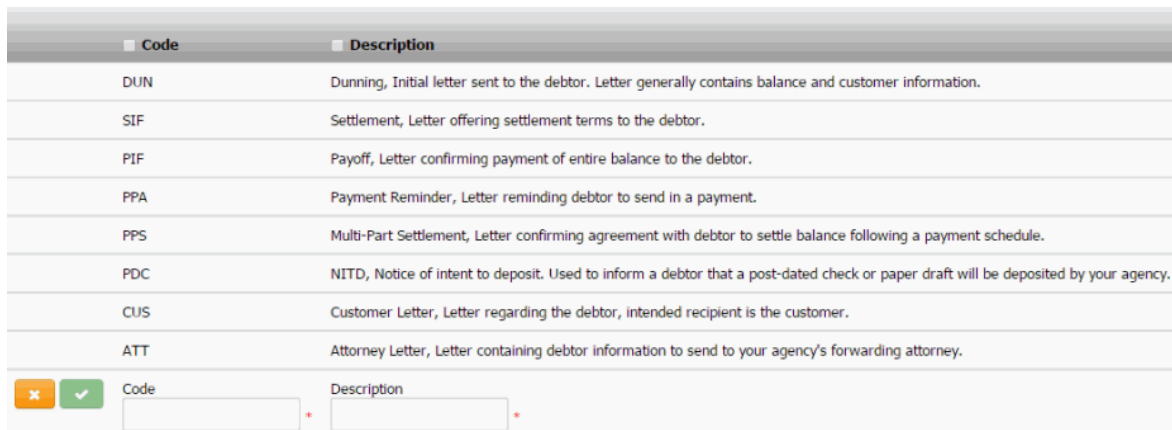 Code Description
DUN Dunning, Initial letter sent to the debtor. Letter generally contains balance and customer information.
SIF Settlement, Letter offering settlement terms to the debtor.
PIF Payoff, Letter confirming payment of entire balance to the debtor.
PPA Payment Reminder, Letter reminding debtor to send in a payment.
PPS Multi-Part Settlement, Letter confirming agreement with debtor to settle balance following a payment schedule.
PDC NITD, Notice of intent to deposit. Used to inform a debtor that a post-dated check or paper draft will be deposited by your agency.
CUS Customer Letter, Letter regarding the debtor, intended recipient is the customer.
ATT Attorney Letter, Letter containing debtor information to send to your agency's forwarding attorney.
Code Description
* *